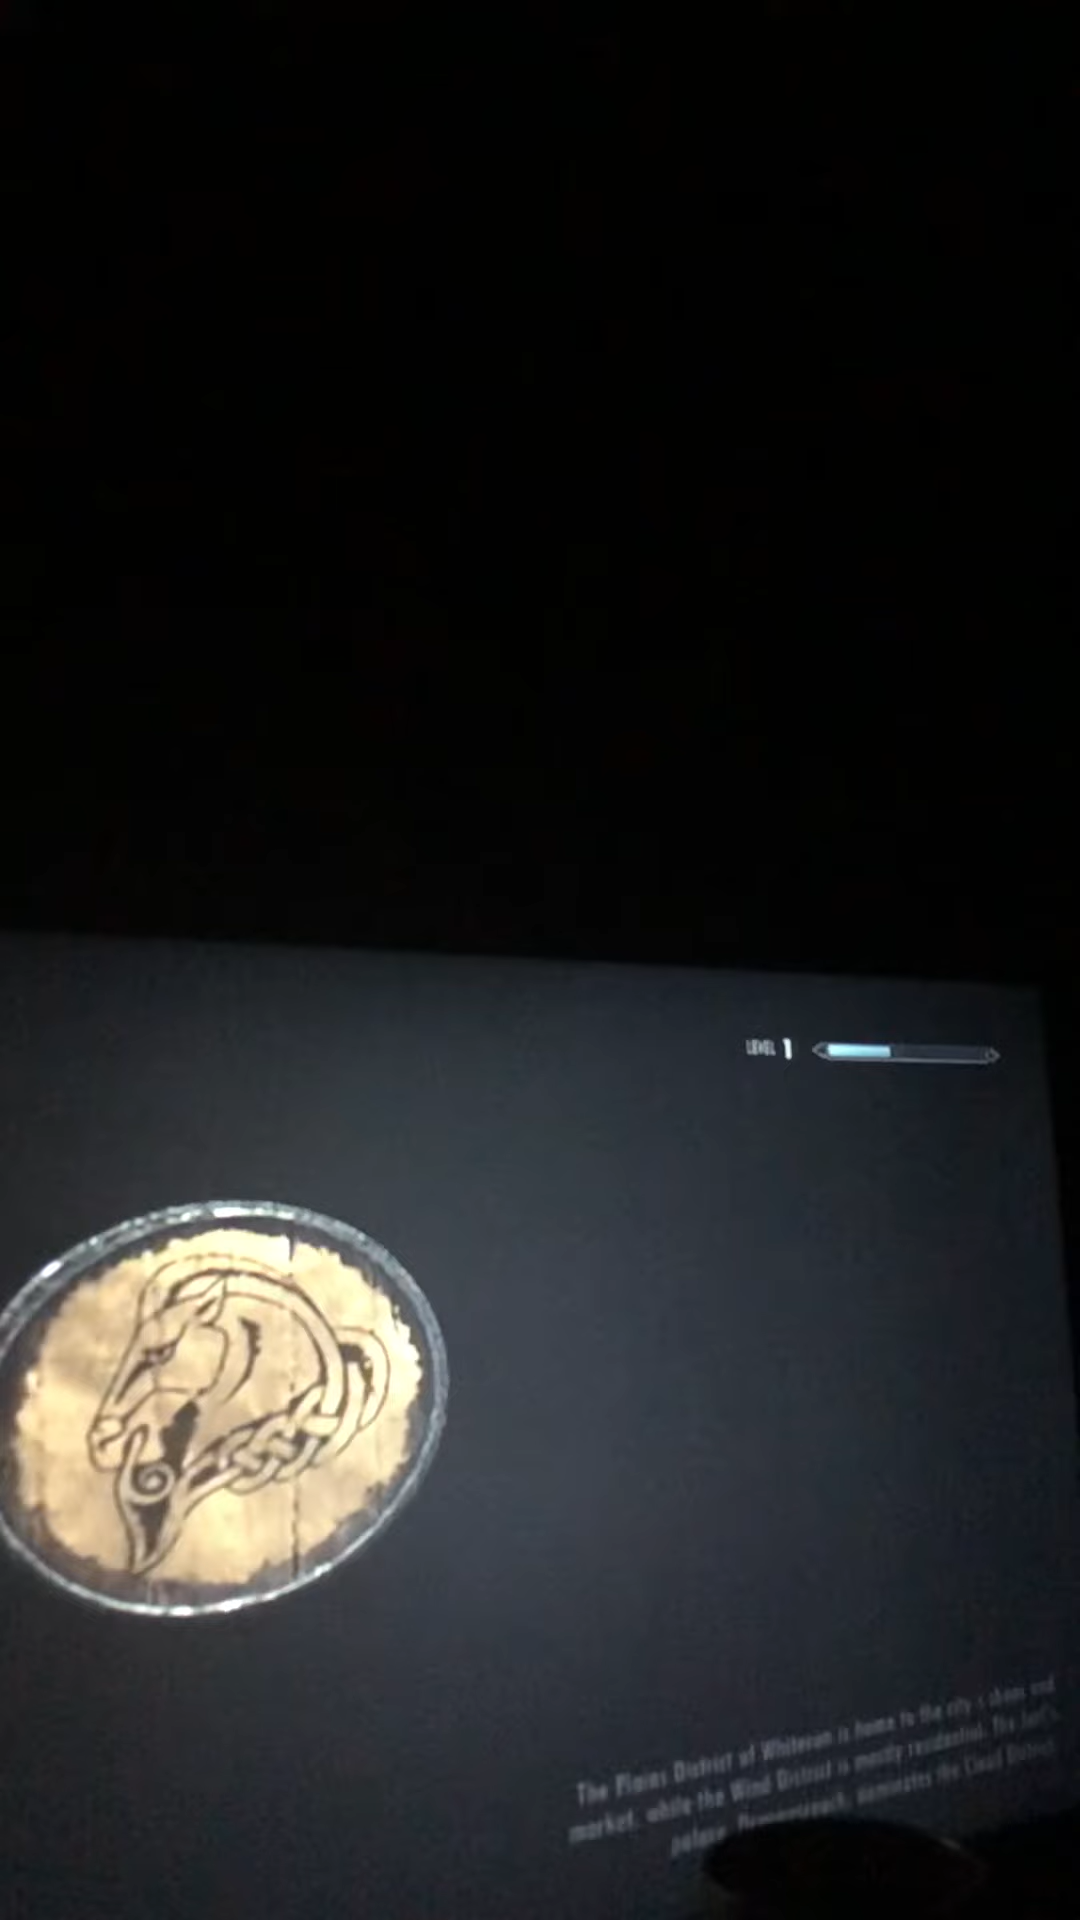 LEVEL 1
The Plains District of Whiterun is home to the city's shops and
market, while the Wind District is mostly residential. The Jarl's
palace, Dragonsreach, dominates the Cloud District.